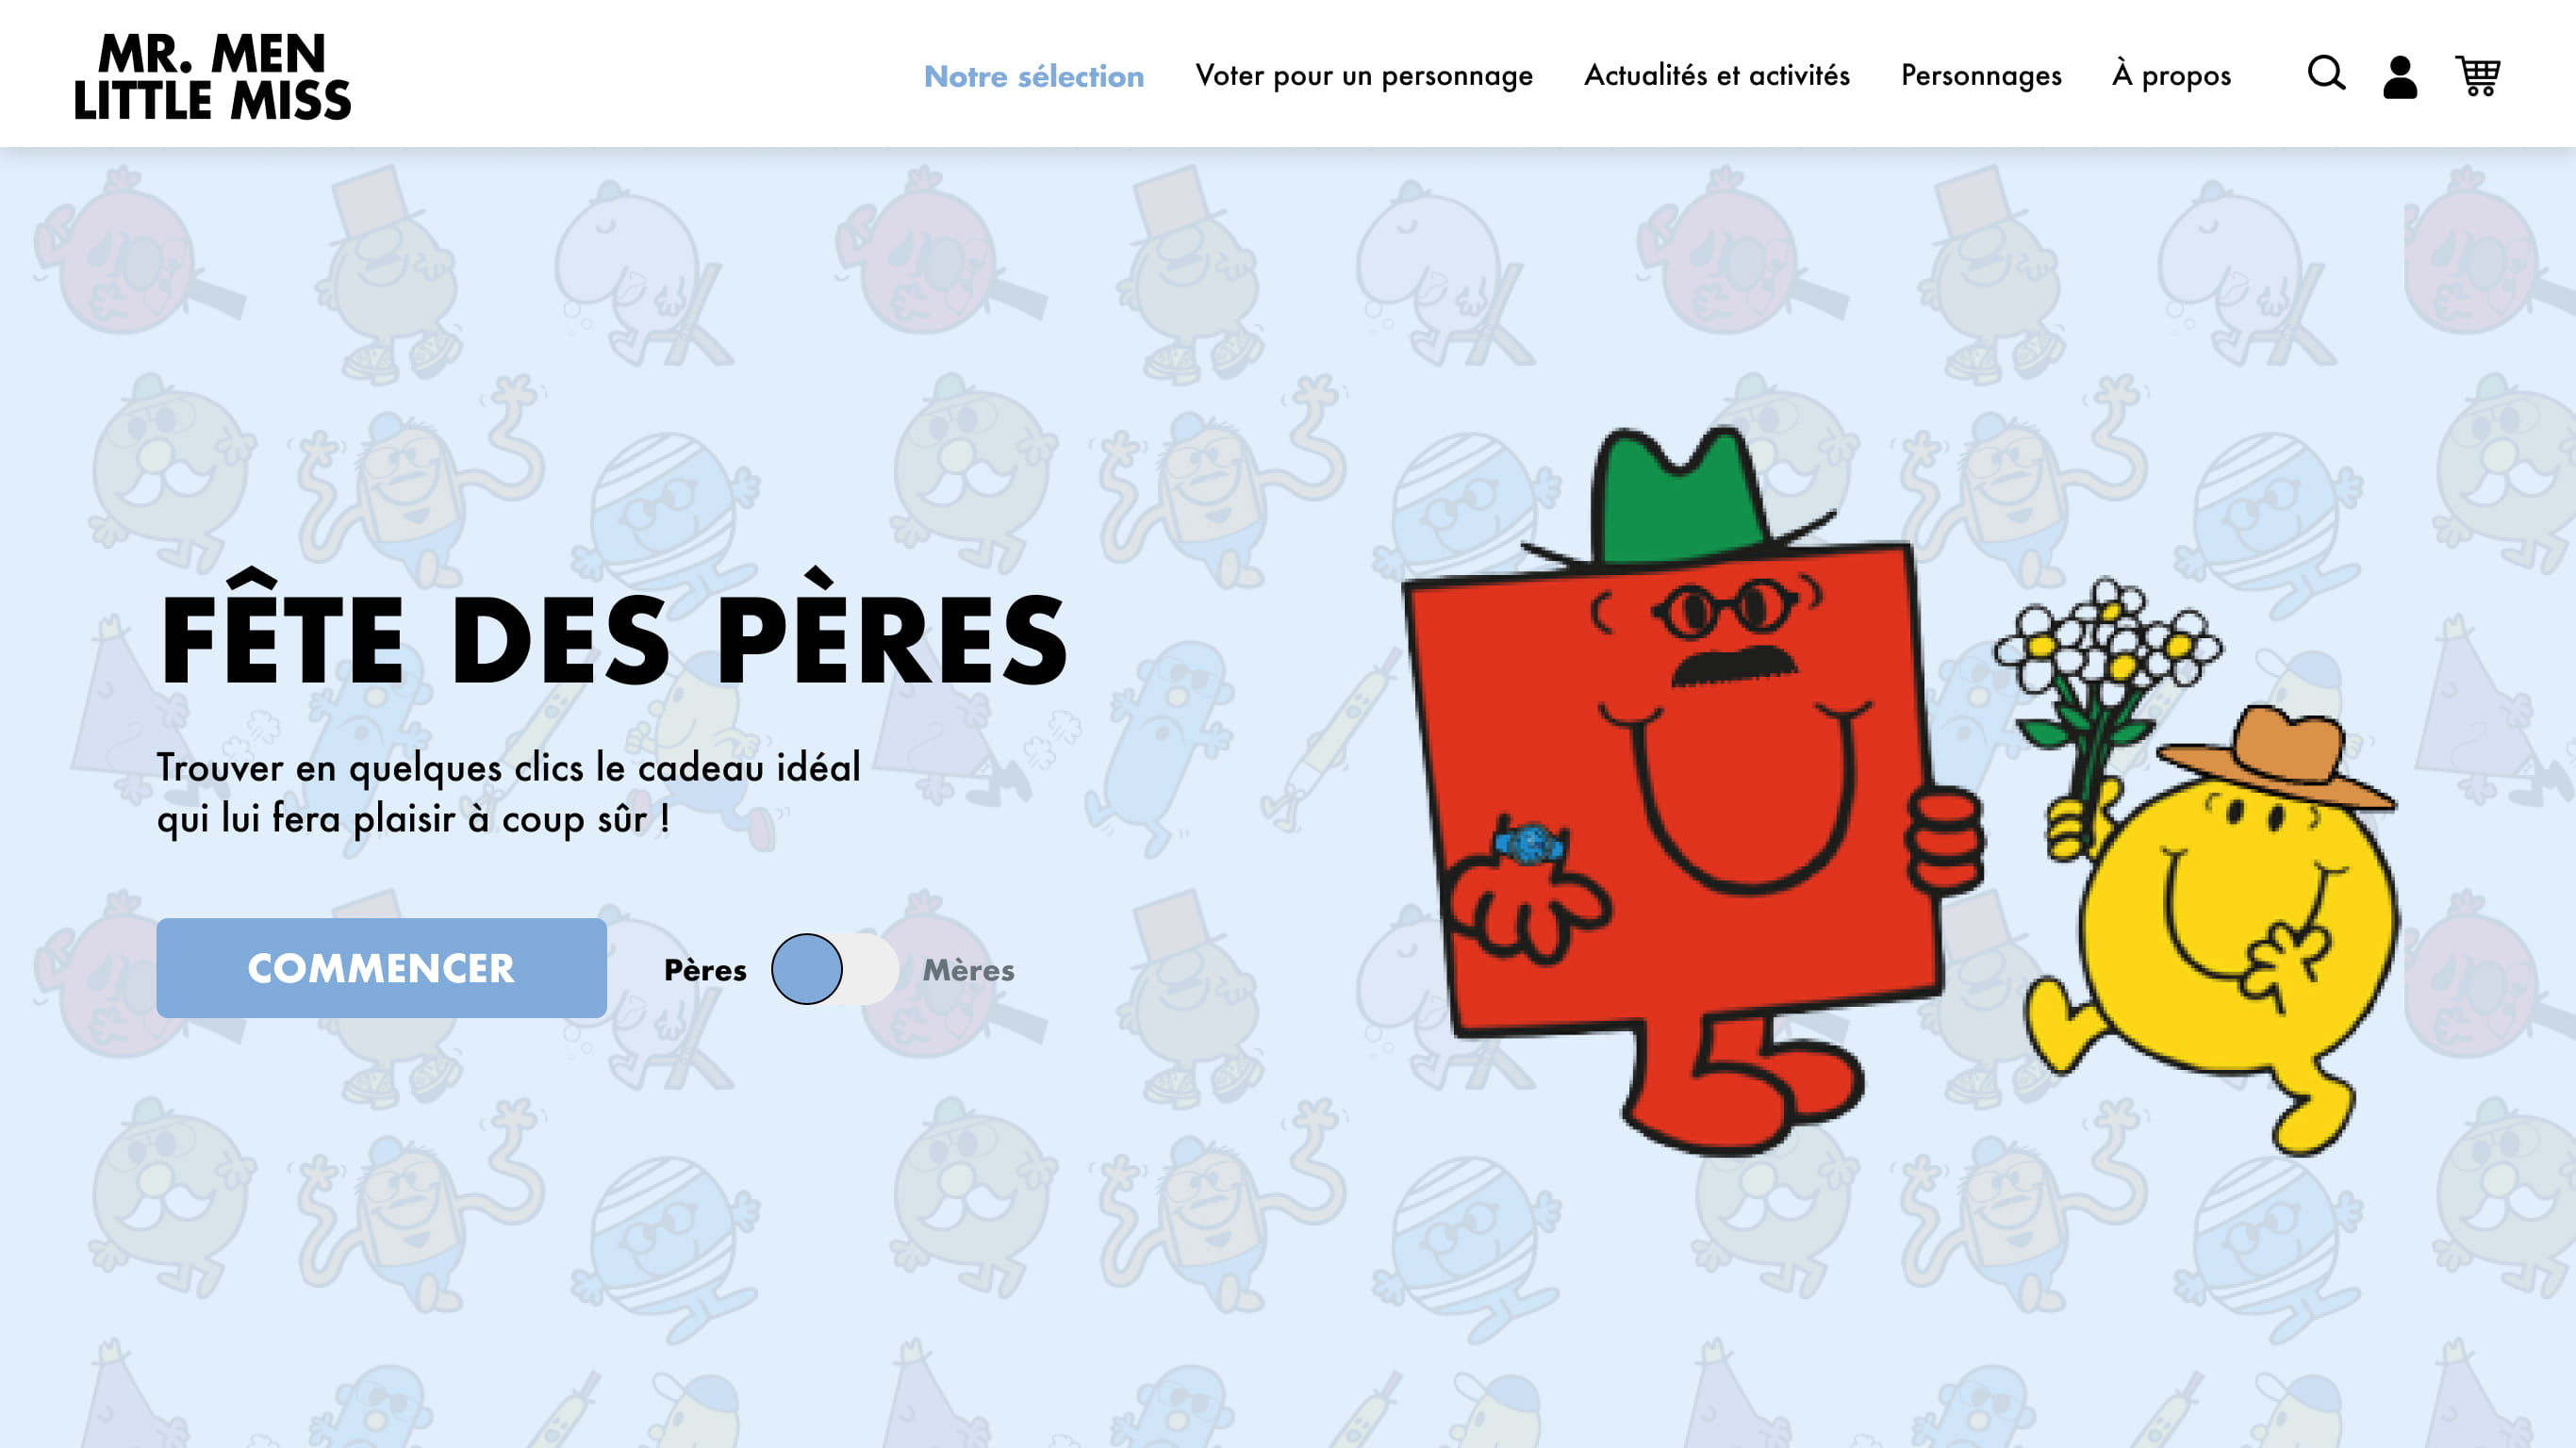 MR. MEN
LITTLE MISS
Notre sélection
Voter pour un personnage
Actualités et activités
Personnages
À propos
FÊTE DES PÈRES
Trouver en quelques clics le cadeau idéal
qui lui fera plaisir à coup sûr !
COMMENCER
Pères
Mères